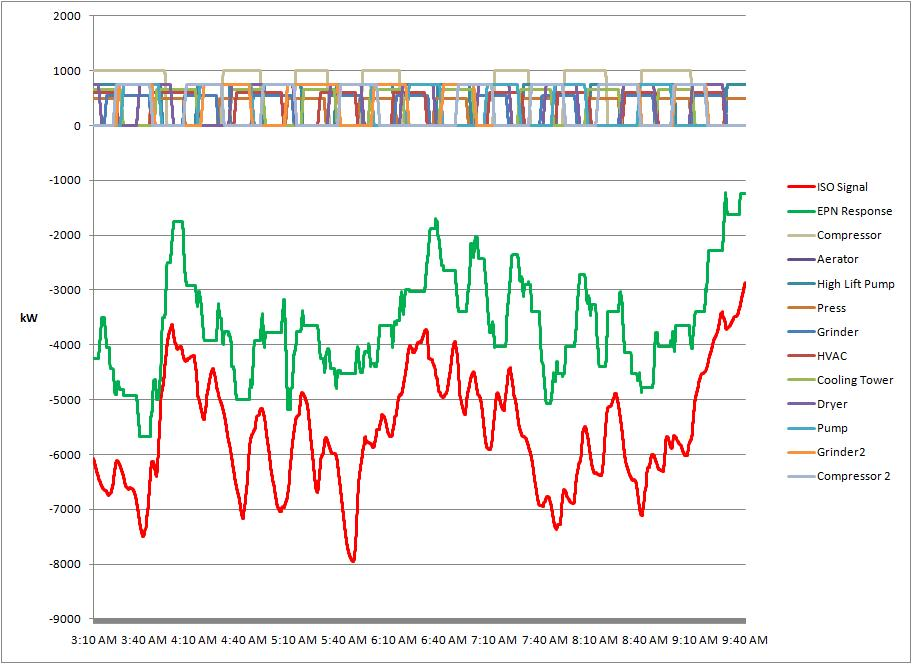 2000
1000
0
-1000
-2000
-3000
-4000
-5000
-6000
-7000
-8000
-9000
kW
3:10 AM 3:40 AM 4:10 AM 4:40 AM 5:10 AM 5:40 AM 6:10 AM 6:40 AM 7:10 AM 7:40 AM 8:10 AM 8:40 AM 9:10 AM 9:40 AM
ISO Signal
EPN Response
Compressor
Aerator
High Lift Pump
Press
Grinder
HVAC
Cooling Tower
Dryer
Pump
Grinder2
Compressor 2